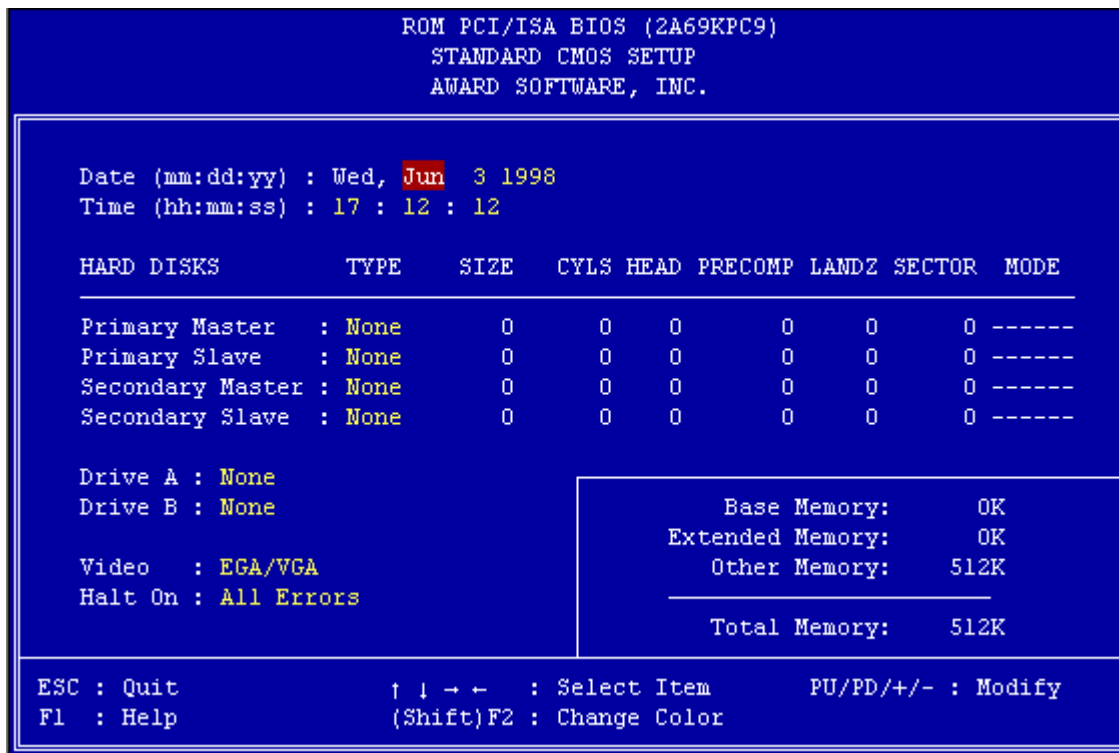 ROM PCI/ISA BIOS (2A69KPC9)
STANDARD CMOS SETUP
AWARD SOFTWARE, INC.
Date (mm:dd:yy) : Wed, Jun 3 1998
Time (hh:mm:ss) : 17 : 12 : 12
HARD DISKS TYPE SIZE CYLS HEAD PRECOMP LANDZ SECTOR MODE
Primary Master : None 0 0 0 0 0 0 ------
Primary Slave : None 0 0 0 0 0 0 ------
Secondary Master : None 0 0 0 0 0 0 ------
Secondary Slave : None 0 0 0 0 0 0 ------
Drive A : None
Drive B : None
Video : EGA/VGA
Halt On : All Errors
Base Memory: 0K
Extended Memory: 0K
Other Memory: 512K
Total Memory: 512K
ESC : Quit ↑ ↓ → ← : Select Item PU/PD/+/- : Modify
F1 : Help (Shift)F2 : Change Color